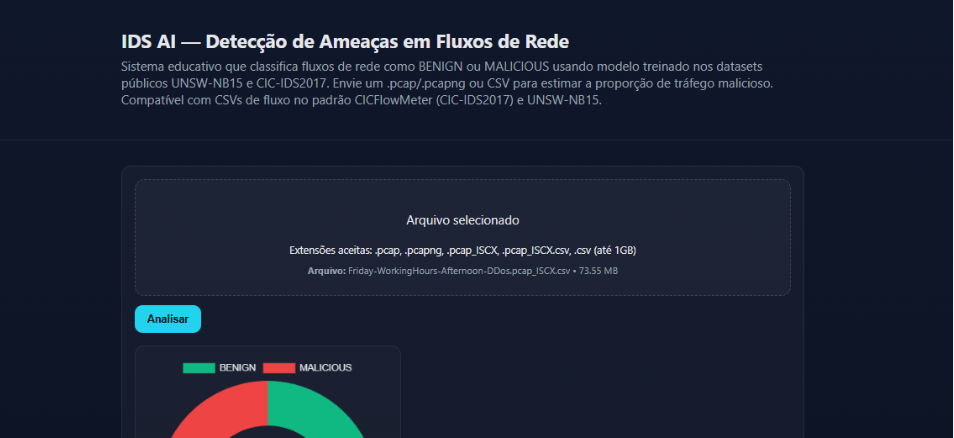 IDS AI — Detecção de Ameaças em Fluxos de Rede
Sistema educativo que classifica fluxos de rede como BENIGN ou MALICIOUS usando modelo treinado nos datasets
públicos UNSW-NB15 e CIC-IDS2017. Envie um .pcap/.pcapng ou CSV para estimar a proporção de tráfego malicioso.
Compatível com CSVs de fluxo no padrão CICFlowMeter (CIC-IDS2017) e UNSW-NB15.
Arquivo selecionado
Extensões aceitas: .pcap, .pcapng, .pcap_ISCX, .pcap_ISCX.csv, .csv (até 1GB)
Arquivo: Friday-WorkingHours-Afternoon-DDos.pcap_ISCX.csv • 73.55 MB
Analisar
BENIGN MALICIOUS